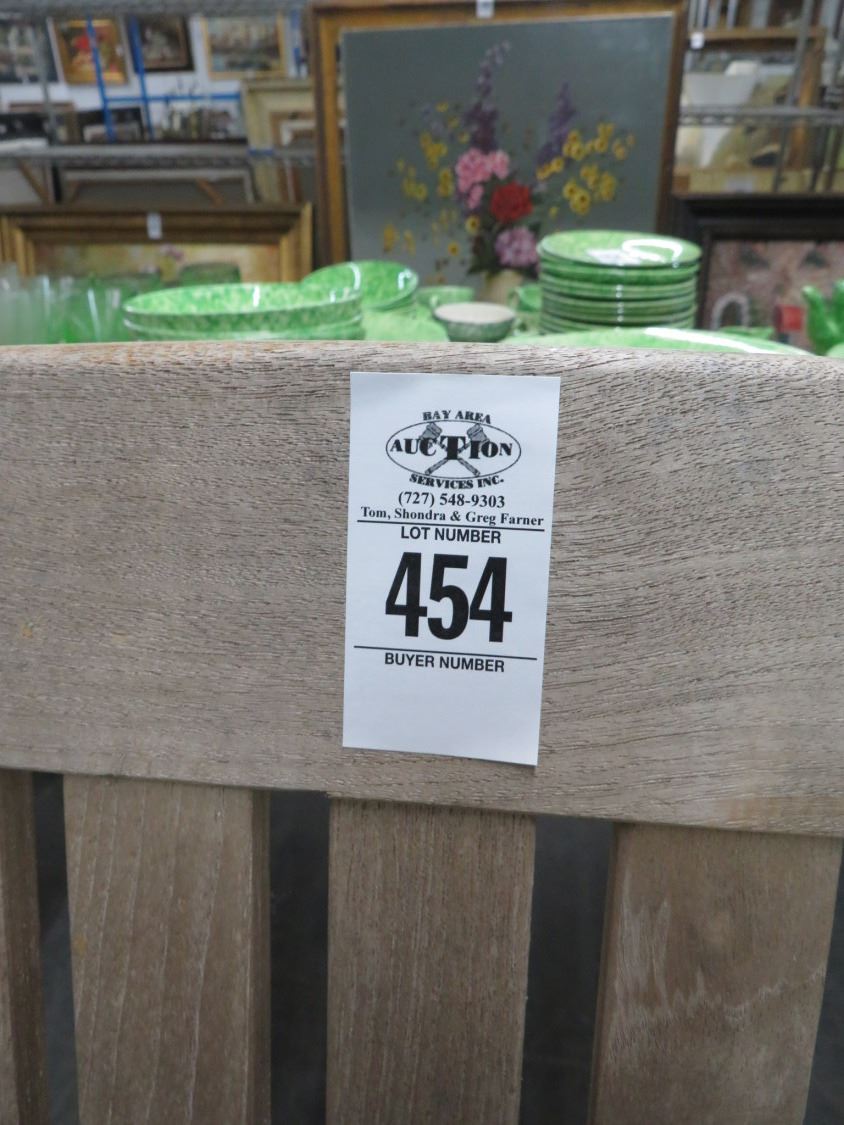 BAY AREA
AUCTION
SERVICES INC.
(727) 548-9303
Tom, Shondra & Greg Farner
LOT NUMBER
454
BUYER NUMBER